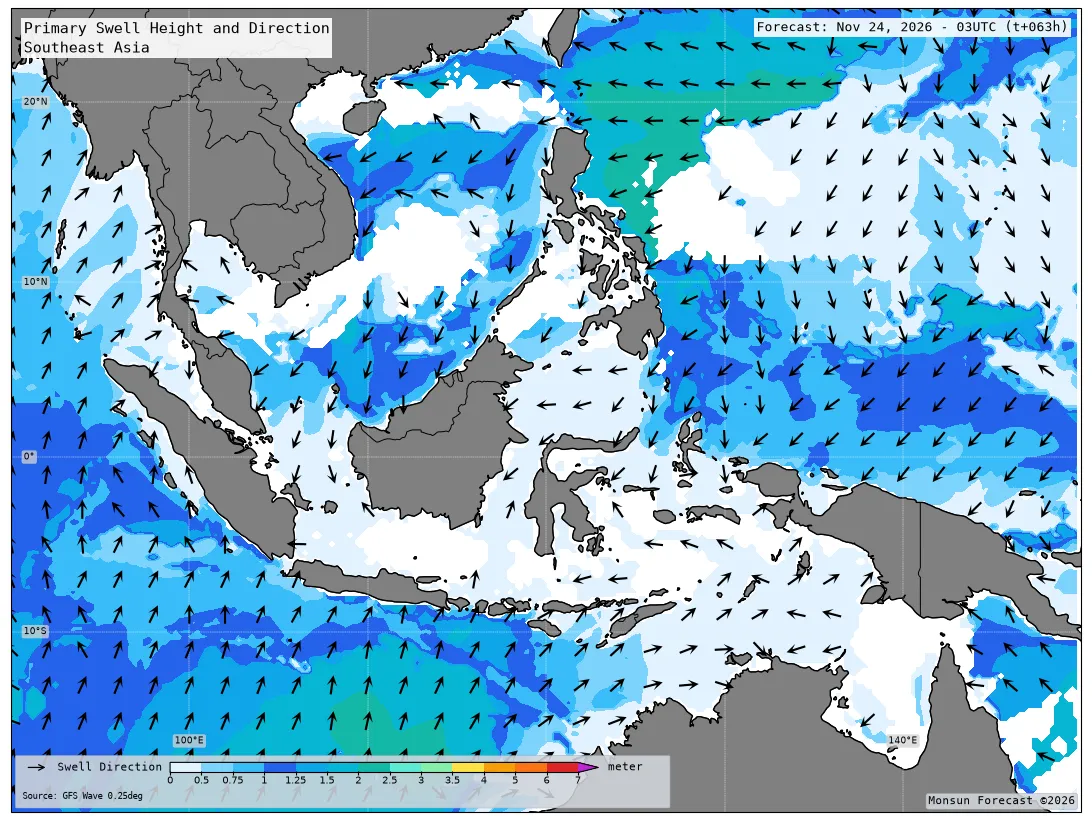 Primary Swell Height and Direction
Southeast Asia
Forecast: Nov 24, 2026 - 03UTC (t+063h)
20°N
10°N
0°
10°S
100°E
140°E
Swell Direction
0 0.5 0.75 1 1.25 1.5 2 2.5 3 3.5 4 5 6 7
meter
Source: GFS Wave 0.25deg
Monsun Forecast ©2026